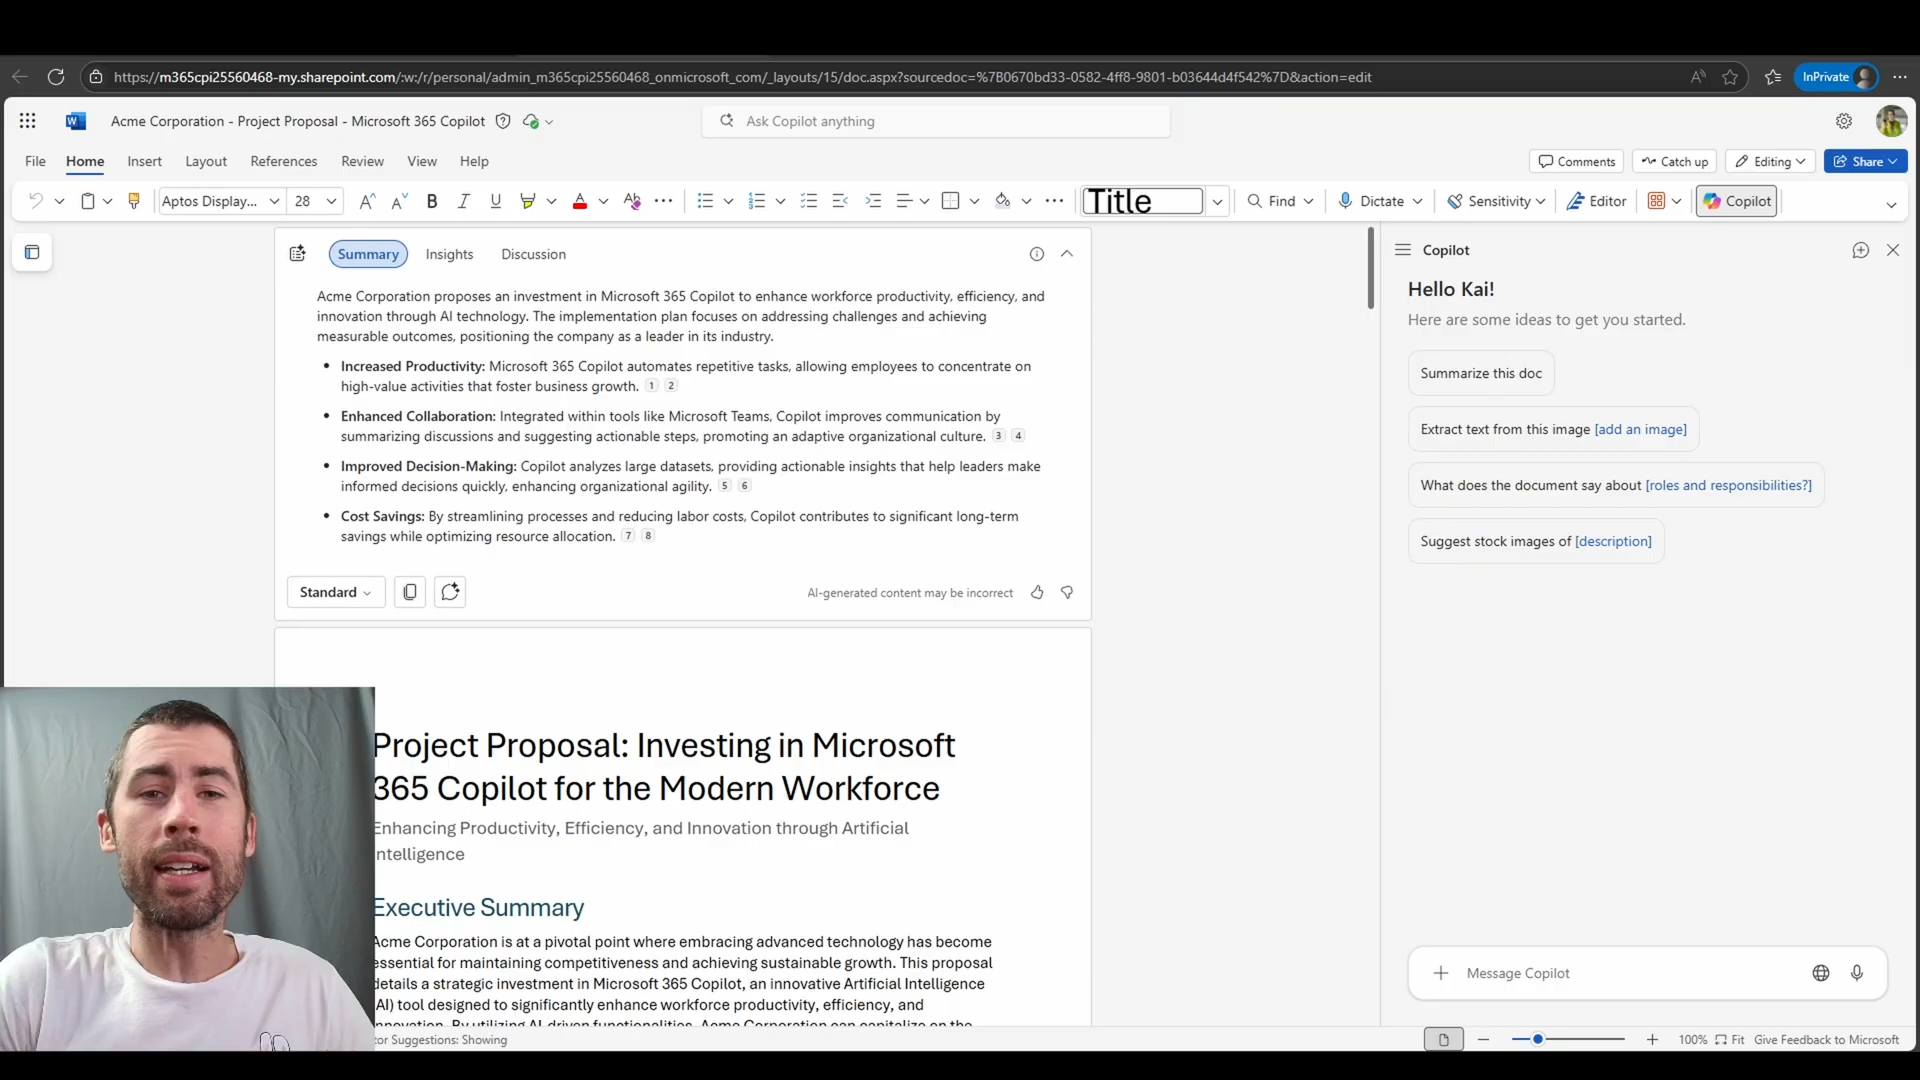 https://m365cpi25560468-my.sharepoint.com/:w:/r/personal/admin_m365cpi25560468_onmicrosoft_com/_layouts/15/doc.aspx?sourcedoc=%7B0670bd33-0582-4ff8-9801-b03644d4f542%7D&action=edit
InPrivate
Acme Corporation - Project Proposal - Microsoft 365 Copilot
Ask Copilot anything
File Home Insert Layout References Review View Help
Comments Catch up Editing Share
Aptos Display... 28 Title Find Dictate Sensitivity Editor Copilot
Summary Insights Discussion
Acme Corporation proposes an investment in Microsoft 365 Copilot to enhance workforce productivity, efficiency, and
innovation through AI technology. The implementation plan focuses on addressing challenges and achieving
measurable outcomes, positioning the company as a leader in its industry.
• Increased Productivity: Microsoft 365 Copilot automates repetitive tasks, allowing employees to concentrate on
high-value activities that foster business growth. 1 2
• Enhanced Collaboration: Integrated within tools like Microsoft Teams, Copilot improves communication by
summarizing discussions and suggesting actionable steps, promoting an adaptive organizational culture. 3 4
• Improved Decision-Making: Copilot analyzes large datasets, providing actionable insights that help leaders make
informed decisions quickly, enhancing organizational agility. 5 6
• Cost Savings: By streamlining processes and reducing labor costs, Copilot contributes to significant long-term
savings while optimizing resource allocation. 7 8
Standard
AI-generated content may be incorrect
Project Proposal: Investing in Microsoft
365 Copilot for the Modern Workforce
Enhancing Productivity, Efficiency, and Innovation through Artificial
Intelligence
Executive Summary
Acme Corporation is at a pivotal point where embracing advanced technology has become
essential for maintaining competitiveness and achieving sustainable growth. This proposal
details a strategic investment in Microsoft 365 Copilot, an innovative Artificial Intelligence
(AI) tool designed to significantly enhance workforce productivity, efficiency, and
innovation. By utilizing AI-driven functionalities, Acme Corporation can capitalize on the
Copilot
Hello Kai!
Here are some ideas to get you started.
Summarize this doc
Extract text from this image [add an image]
What does the document say about [roles and responsibilities?]
Suggest stock images of [description]
Message Copilot
Suggestions: Showing
100% Fit Give Feedback to Microsoft